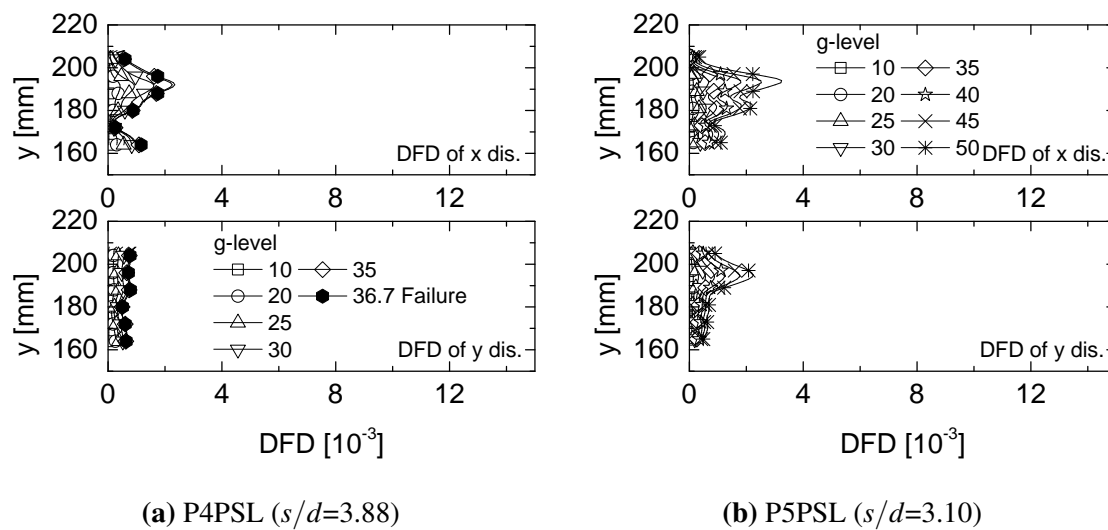 220
200
180
160
y [mm]
DFD of x dis.
0 4 8 12
220
200
180
160
y [mm]
g-level
10 35
20 36.7 Failure
25
30
DFD of y dis.
0 4 8 12
DFD [10⁻³]
(a) P4PSL (s/d=3.88)
220
200
180
160
y [mm]
g-level
10 35
20 40
25 45
30 50
DFD of x dis.
0 4 8 12
220
200
180
160
y [mm]
DFD of y dis.
0 4 8 12
DFD [10⁻³]
(b) P5PSL (s/d=3.10)